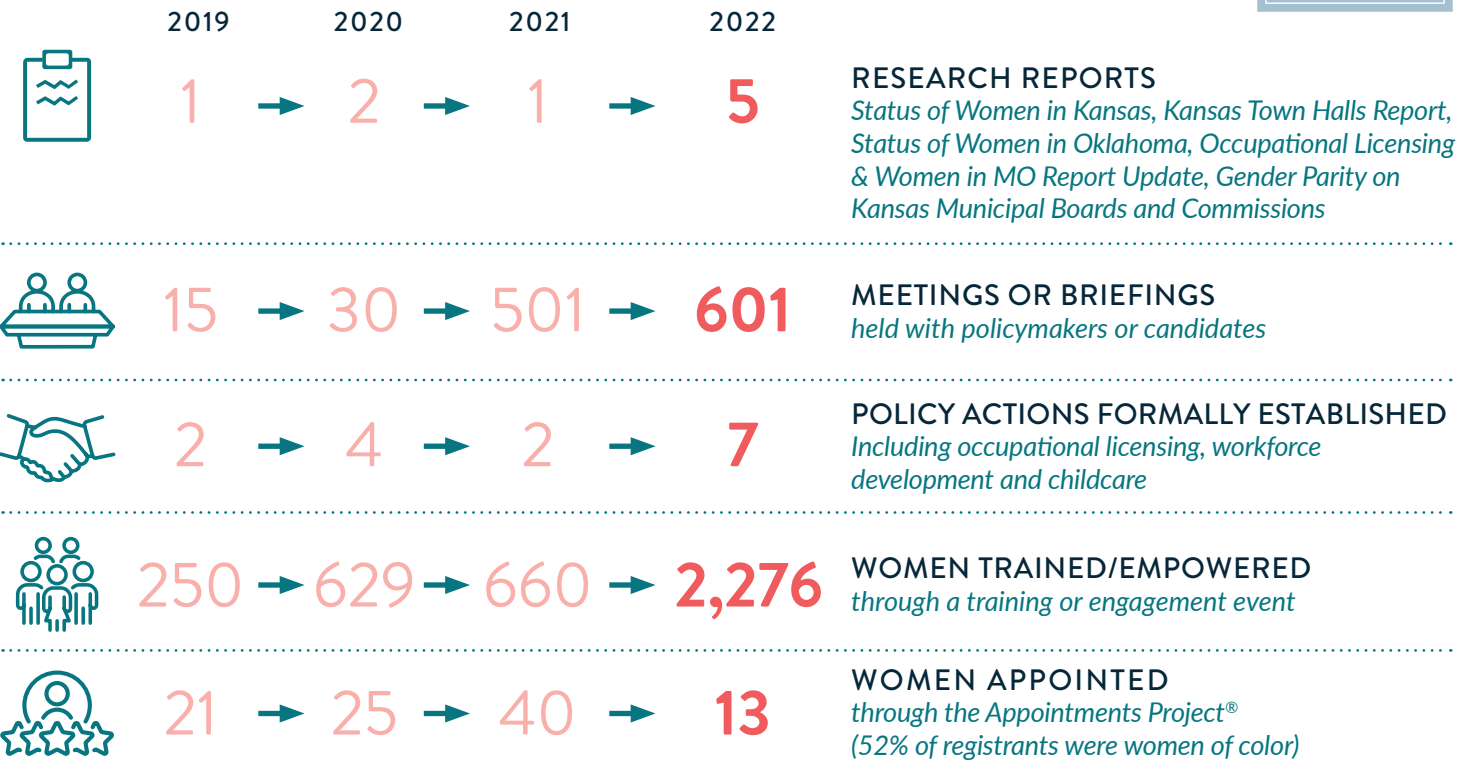 2019 2020 2021 2022
1 2 1 5
RESEARCH REPORTS
Status of Women in Kansas, Kansas Town Halls Report,
Status of Women in Oklahoma, Occupational Licensing
& Women in MO Report Update, Gender Parity on
Kansas Municipal Boards and Commissions
15 30 501 601
MEETINGS OR BRIEFINGS
held with policymakers or candidates
2 4 2 7
POLICY ACTIONS FORMALLY ESTABLISHED
Including occupational licensing, workforce
development and childcare
250 629 660 2,276
WOMEN TRAINED/EMPOWERED
through a training or engagement event
21 25 40 13
WOMEN APPOINTED
through the Appointments Project®
(52% of registrants were women of color)